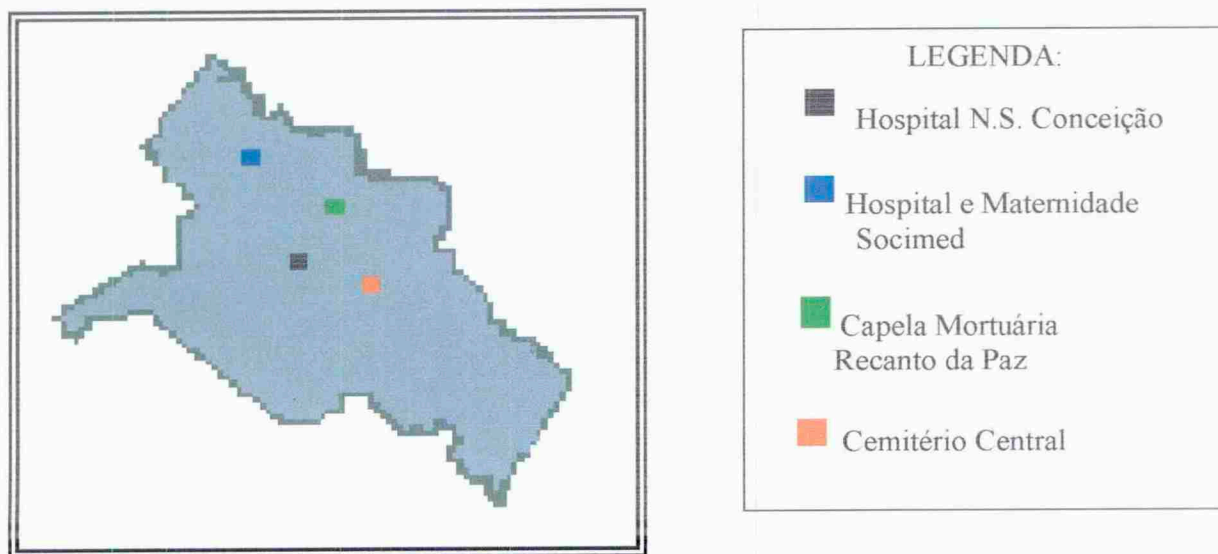 LEGENDA:
Hospital N.S. Conceição
Hospital e Maternidade
Socimed
Capela Mortuária
Recanto da Paz
Cemitério Central